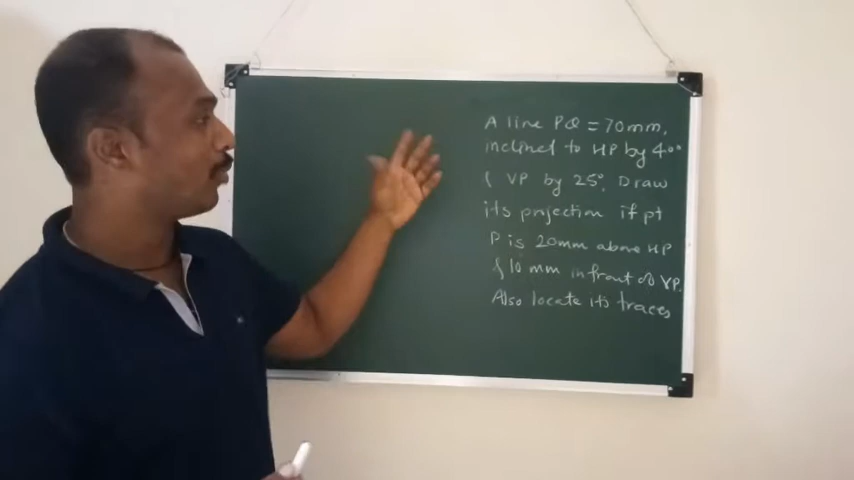 A line PQ = 70mm,
inclined to HP by 40°
& VP by 25°. Draw
its projection if pt
P is 20mm above HP
& 10 mm infront of VP.
Also locate its traces